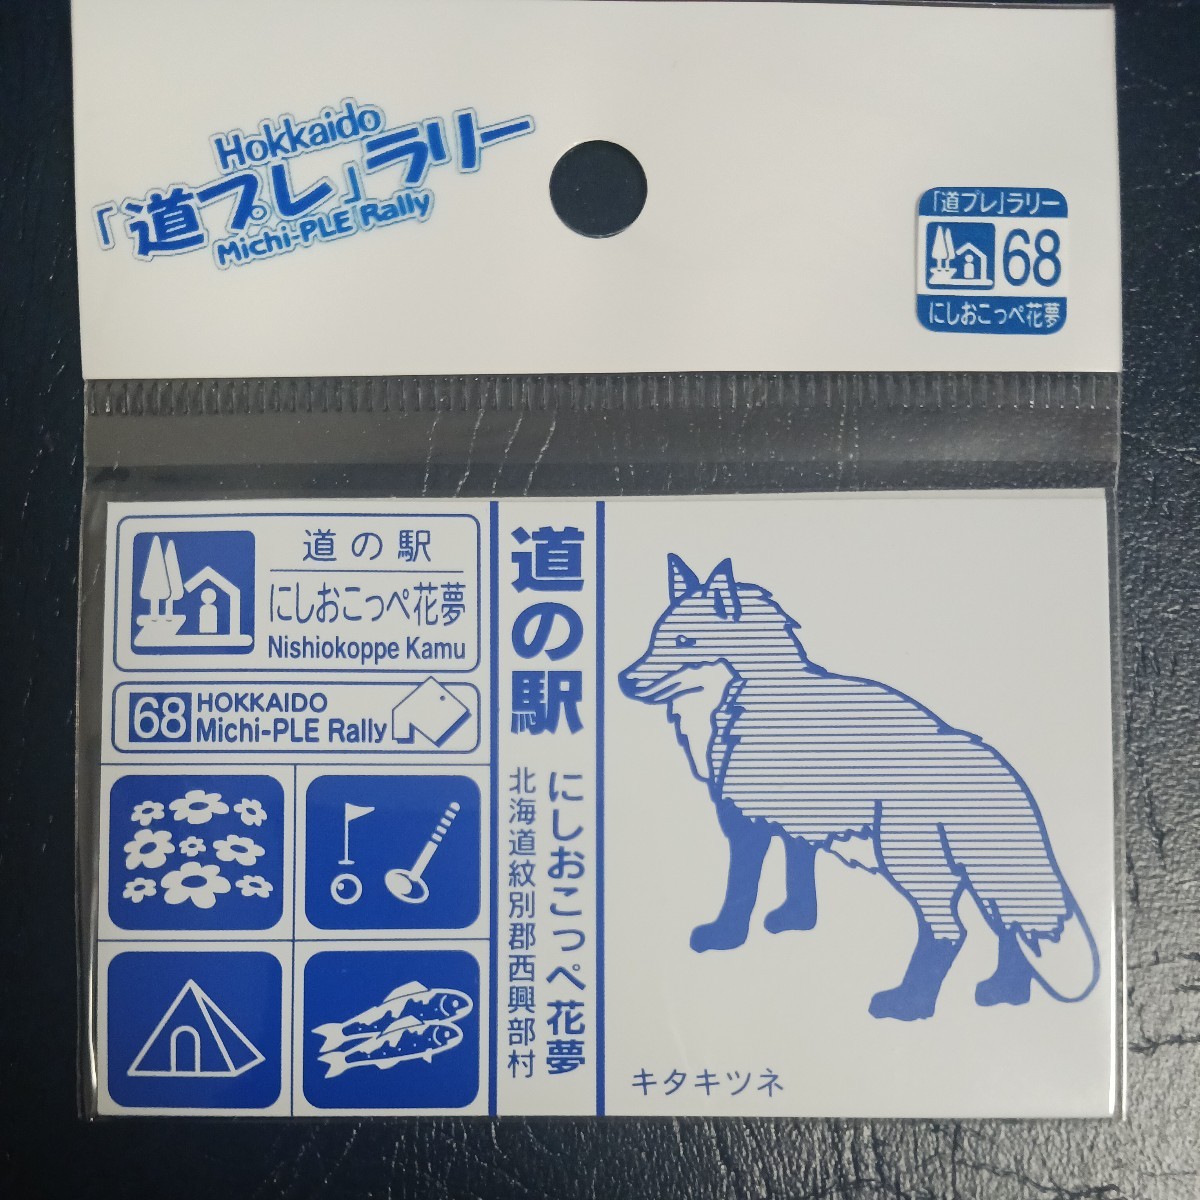 Hokkaido
「道プレ」ラリー
Michi-PLE Rally
「道プレ」ラリー
68
にしおこっぺ花夢
道の駅
にしおこっぺ花夢
Nishiokoppe Kamu
68
HOKKAIDO
Michi-PLE Rally
道の駅
にしおこっぺ花夢
北海道紋別郡西興部村
キタキツネ